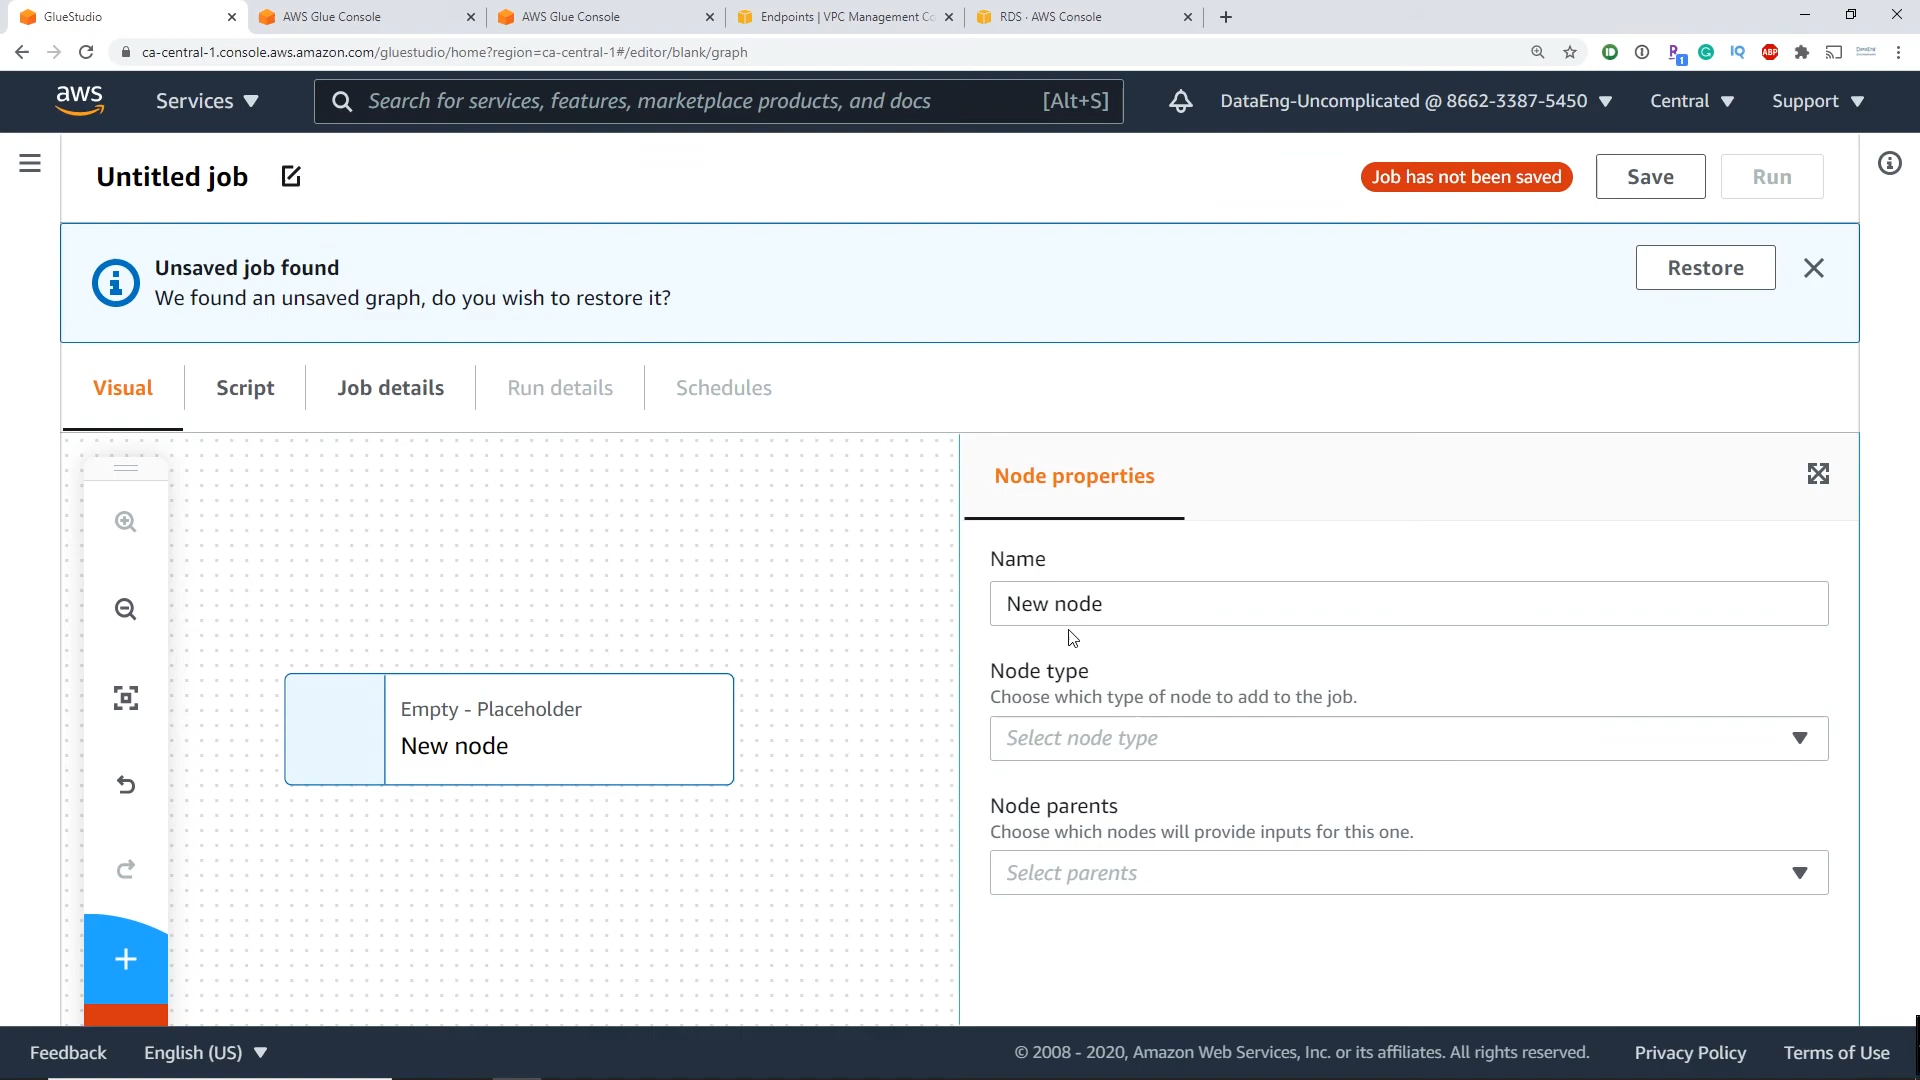 GlueStudio
AWS Glue Console
AWS Glue Console
Endpoints | VPC Management Co
RDS · AWS Console
ca-central-1.console.aws.amazon.com/gluestudio/home?region=ca-central-1#/editor/blank/graph
aws
Services
Search for services, features, marketplace products, and docs
[Alt+S]
DataEng-Uncomplicated @ 8662-3387-5450
Central
Support
Untitled job
Job has not been saved
Save
Run
Unsaved job found
We found an unsaved graph, do you wish to restore it?
Restore
Visual
Script
Job details
Run details
Schedules
Node properties
Name
New node
Node type
Choose which type of node to add to the job.
Select node type
Node parents
Choose which nodes will provide inputs for this one.
Select parents
Empty - Placeholder
New node
Feedback
English (US)
© 2008 - 2020, Amazon Web Services, Inc. or its affiliates. All rights reserved.
Privacy Policy
Terms of Use